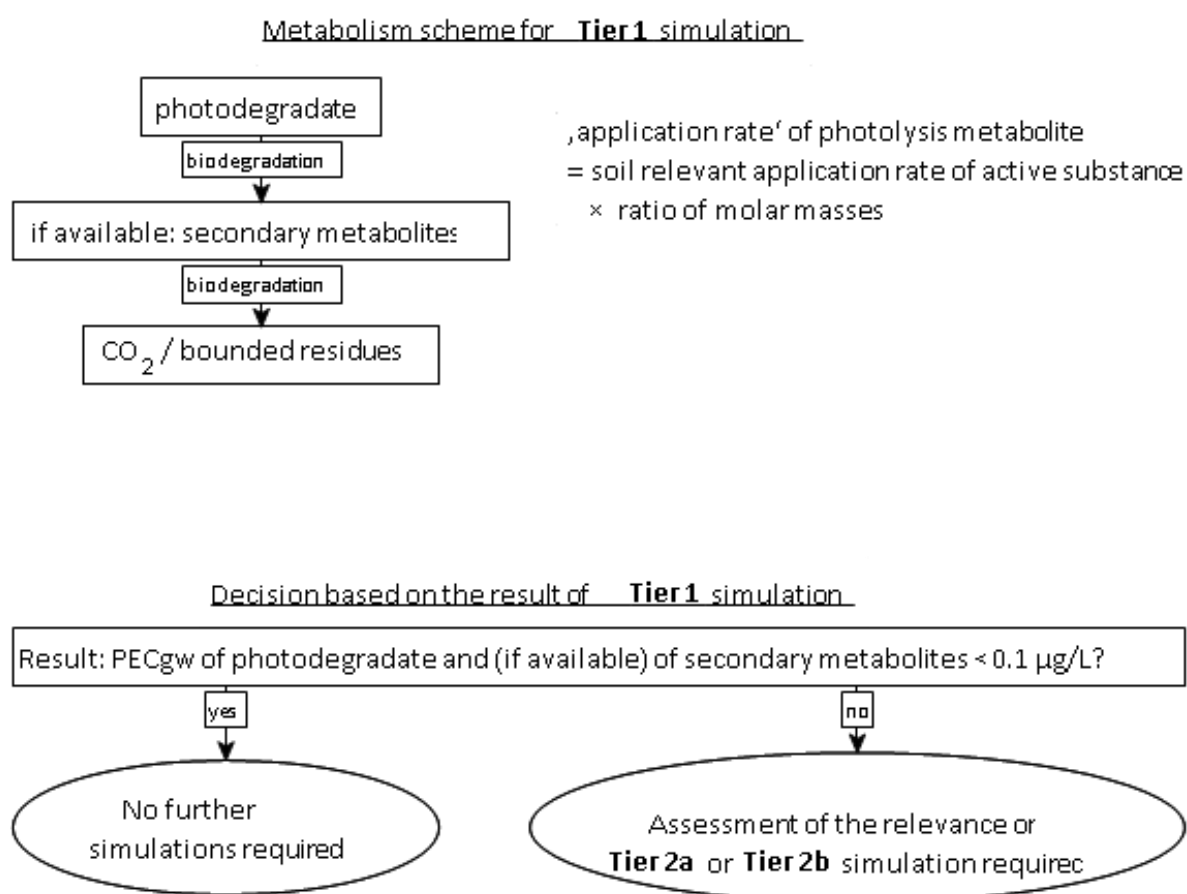 Metabolism scheme for Tier 1 simulation
photodegradate
biodegradation
if available: secondary metabolites
biodegradation
CO2 / bounded residues
‚application rate‘ of photolysis metabolite
= soil relevant application rate of active substance
× ratio of molar masses
Decision based on the result of Tier 1 simulation
Result: PECgw of photodegradate and (if available) of secondary metabolites < 0.1 µg/L?
yes
no
No further
simulations required
Assessment of the relevance or
Tier 2a or Tier 2b simulation required